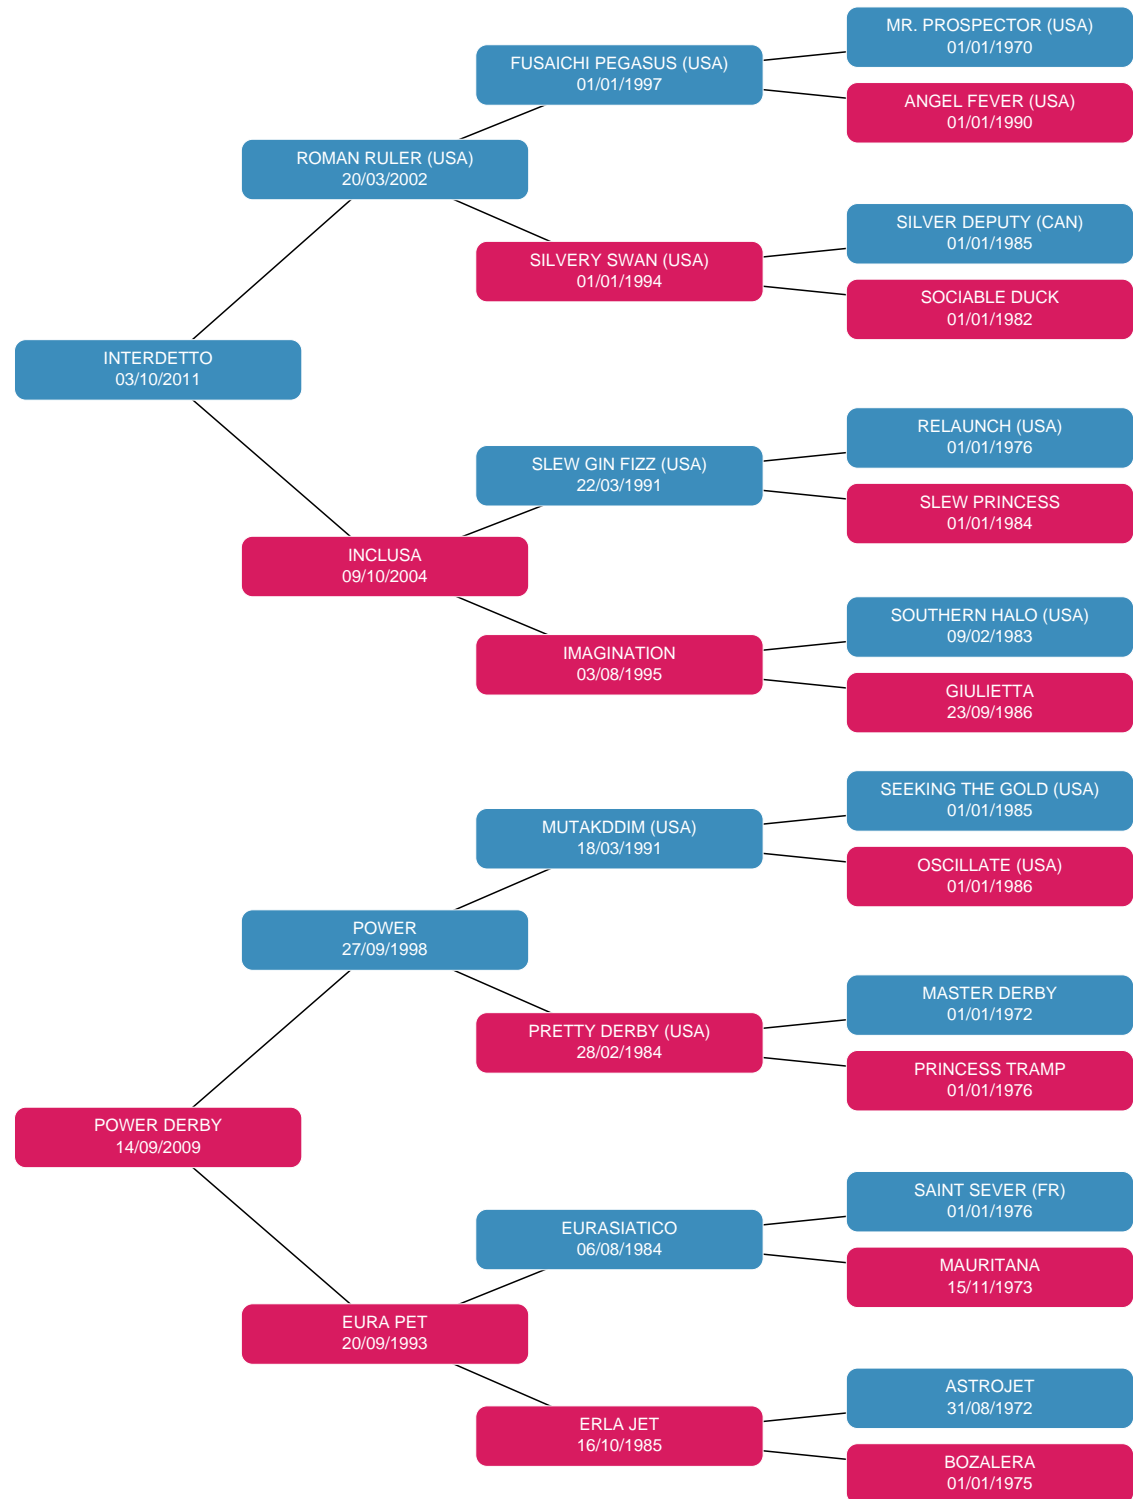 MR. PROSPECTOR (USA)
01/01/1970
FUSAICHI PEGASUS (USA)
01/01/1997
ANGEL FEVER (USA)
01/01/1990
ROMAN RULER (USA)
20/03/2002
SILVER DEPUTY (CAN)
01/01/1985
SILVERY SWAN (USA)
01/01/1994
SOCIABLE DUCK
01/01/1982
INTERDETTO
03/10/2011
RELAUNCH (USA)
01/01/1976
SLEW GIN FIZZ (USA)
22/03/1991
SLEW PRINCESS
01/01/1984
INCLUSA
09/10/2004
SOUTHERN HALO (USA)
09/02/1983
IMAGINATION
03/08/1995
GIULIETTA
23/09/1986
SEEKING THE GOLD (USA)
01/01/1985
MUTAKDDIM (USA)
18/03/1991
OSCILLATE (USA)
01/01/1986
POWER
27/09/1998
MASTER DERBY
01/01/1972
PRETTY DERBY (USA)
28/02/1984
PRINCESS TRAMP
01/01/1976
POWER DERBY
14/09/2009
SAINT SEVER (FR)
01/01/1976
EURASIATICO
06/08/1984
MAURITANA
15/11/1973
EURA PET
20/09/1993
ASTROJET
31/08/1972
ERLA JET
16/10/1985
BOZALERA
01/01/1975